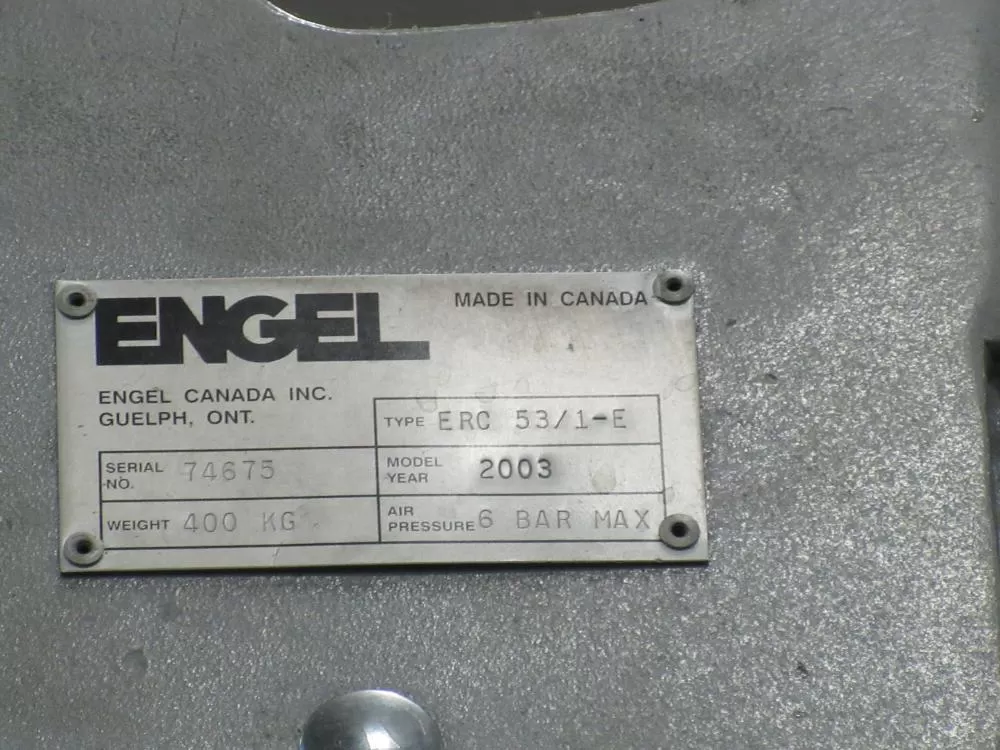 ENGEL
MADE IN CANADA
ENGEL CANADA INC.
GUELPH, ONT.
TYPE ERC 53/1-E
SERIAL NO. 74675
MODEL YEAR 2003
WEIGHT 400 KG
AIR PRESSURE 6 BAR MAX